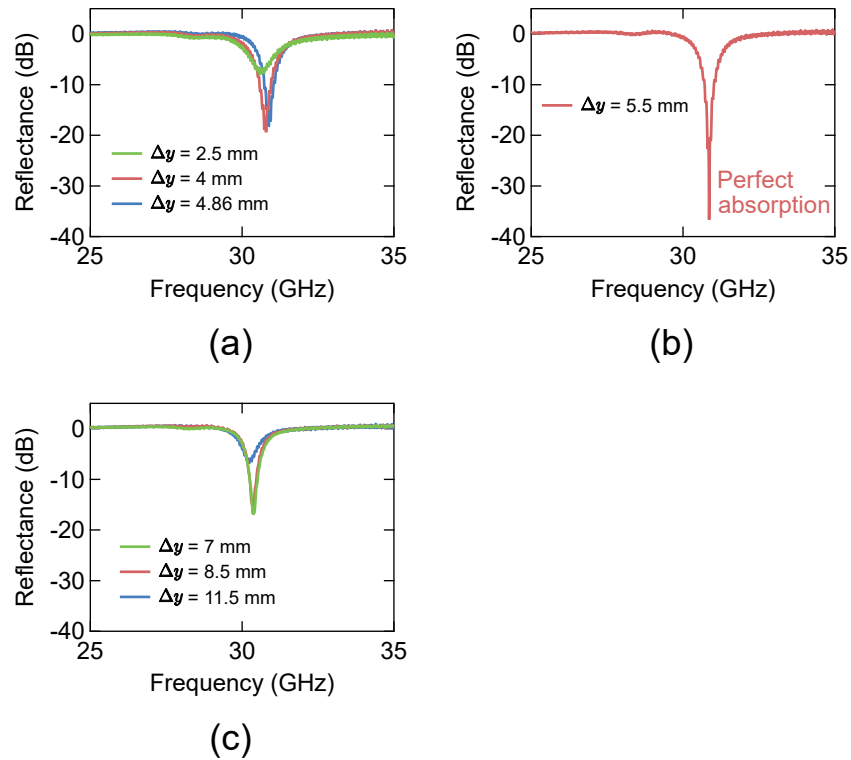 0
-10
-20
-30
-40
Reflectance (dB)
Δy = 2.5 mm
Δy = 4 mm
Δy = 4.86 mm
25
30
35
Frequency (GHz)
(a)
0
-10
-20
-30
-40
Reflectance (dB)
Δy = 5.5 mm
Perfect
absorption
25
30
35
Frequency (GHz)
(b)
0
-10
-20
-30
-40
Reflectance (dB)
Δy = 7 mm
Δy = 8.5 mm
Δy = 11.5 mm
25
30
35
Frequency (GHz)
(c)